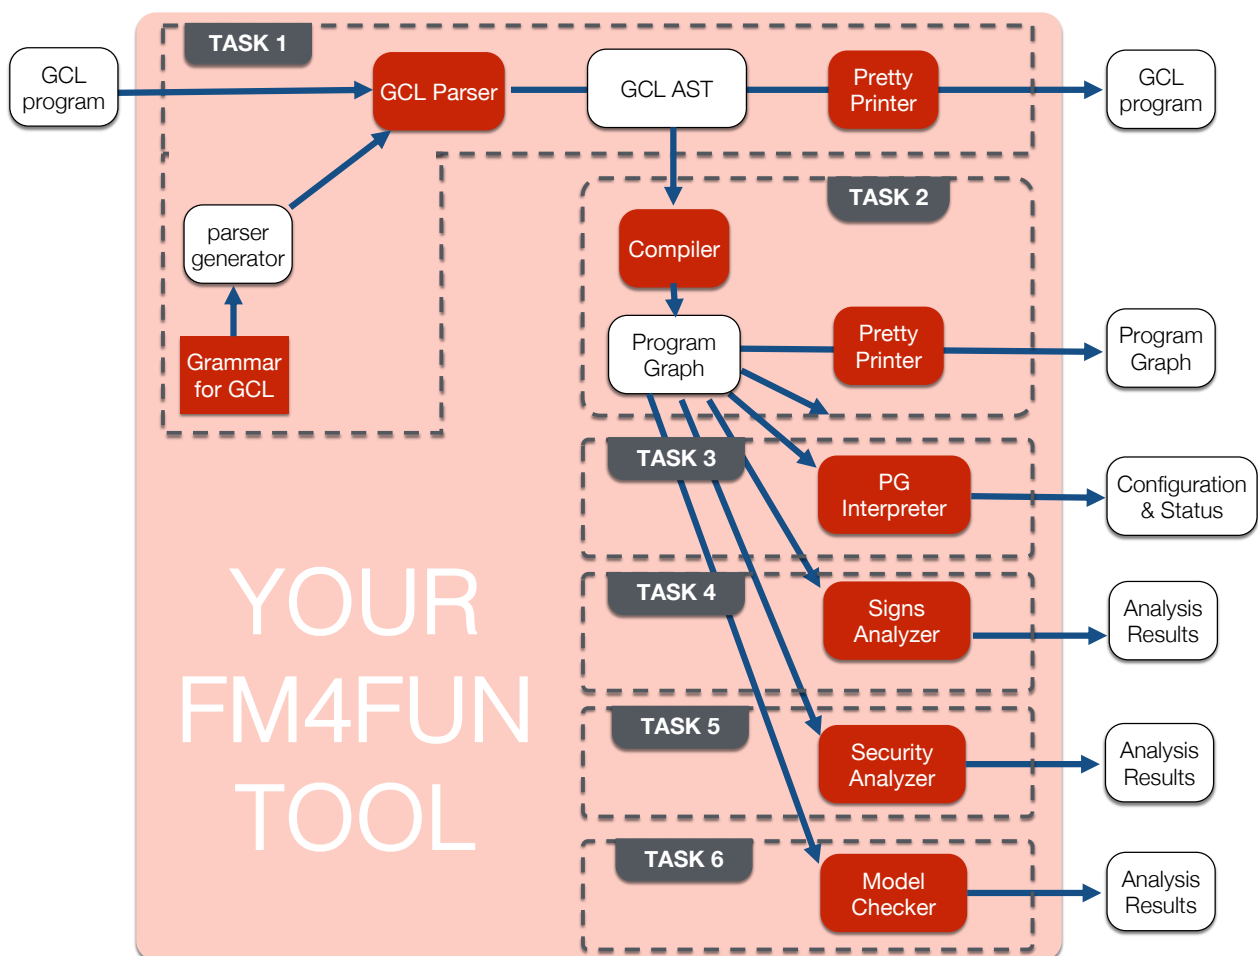 TASK 1
GCL
program
GCL Parser
GCL AST
Pretty
Printer
GCL
program
TASK 2
parser
generator
Compiler
Grammar
for GCL
Program
Graph
Pretty
Printer
Program
Graph
TASK 3
PG
Interpreter
Configuration
& Status
YOUR
FM4FUN
TOOL
TASK 4
Signs
Analyzer
Analysis
Results
TASK 5
Security
Analyzer
Analysis
Results
TASK 6
Model
Checker
Analysis
Results